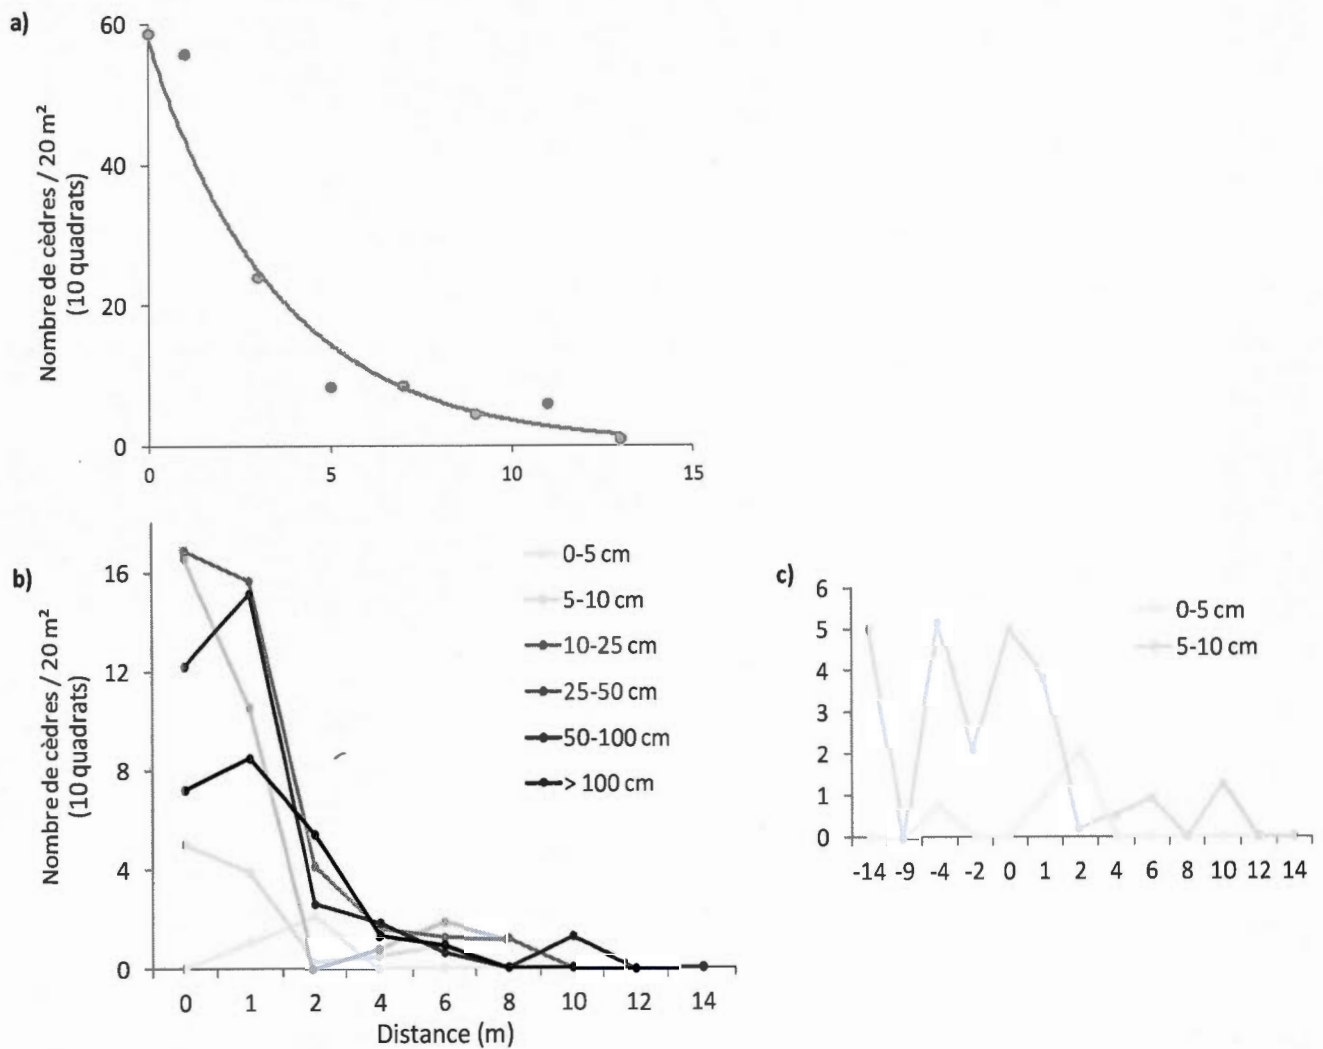 a)
Nombre de cèdres / 20 m²
(10 quadrats)
60
40
20
0
0 5 10 15
b)
Nombre de cèdres / 20 m²
(10 quadrats)
16
12
8
4
0
0 1 2 4 6 8 10 12 14
Distance (m)
0-5 cm
5-10 cm
10-25 cm
25-50 cm
50-100 cm
> 100 cm
c)
6
5
4
3
2
1
0
-14 -9 -4 -2 0 1 2 4 6 8 10 12 14
0-5 cm
5-10 cm